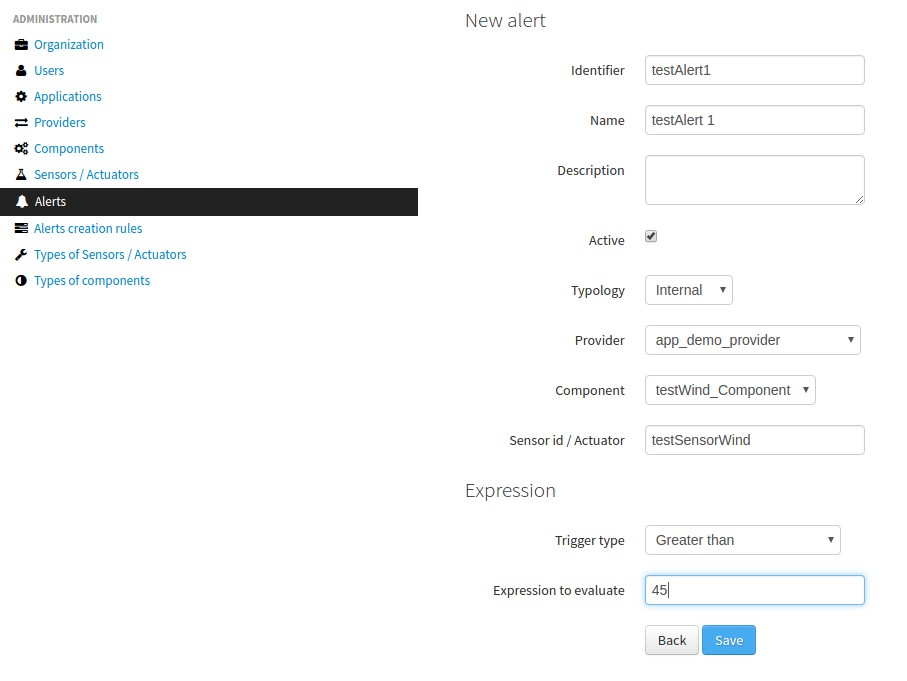 ADMINISTRATION
Organization
Users
Applications
Providers
Components
Sensors / Actuators
Alerts
Alerts creation rules
Types of Sensors / Actuators
Types of components
New alert
Identifier testAlert1
Name testAlert 1
Description
Active
Typology Internal
Provider app_demo_provider
Component testWind_Component
Sensor id / Actuator testSensorWind
Expression
Trigger type Greater than
Expression to evaluate 45
Back Save